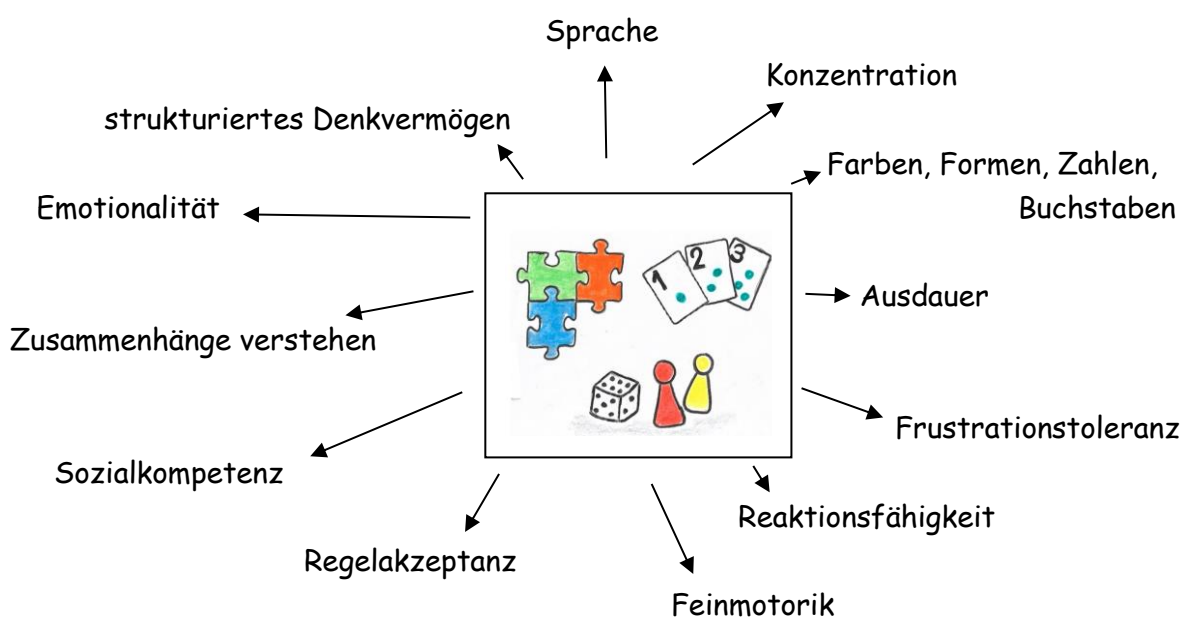 Sprache
Konzentration
strukturiertes Denkvermögen
Farben, Formen, Zahlen,
Buchstaben
Emotionalität
1 2 3
Ausdauer
Zusammenhänge verstehen
Frustrationstoleranz
Sozialkompetenz
Reaktionsfähigkeit
Regelakzeptanz
Feinmotorik